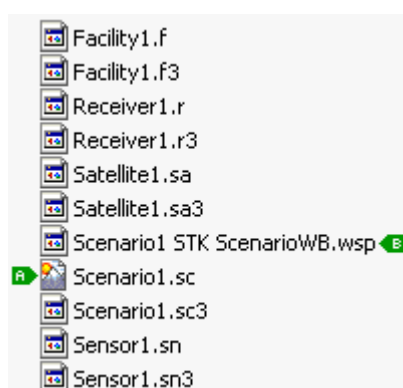 Facility1.f
Facility1.f3
Receiver1.r
Receiver1.r3
Satellite1.sa
Satellite1.sa3
Scenario1 STK ScenarioWB.wsp B
A Scenario1.sc
Scenario1.sc3
Sensor1.sn
Sensor1.sn3